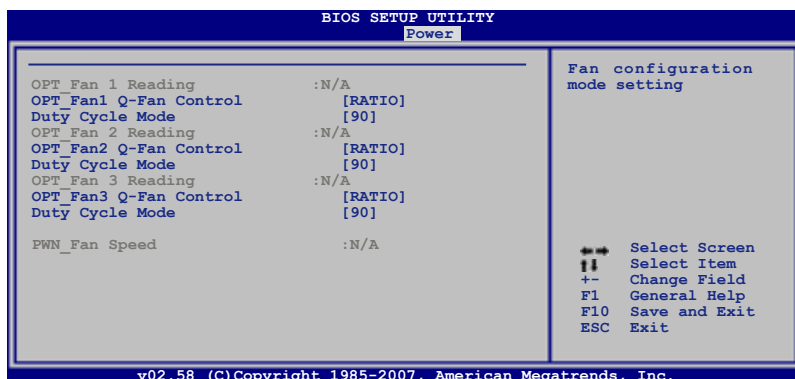 BIOS SETUP UTILITY
Power
OPT_Fan 1 Reading :N/A
OPT_Fan1 Q-Fan Control [RATIO]
Duty Cycle Mode [90]
OPT_Fan 2 Reading :N/A
OPT_Fan2 Q-Fan Control [RATIO]
Duty Cycle Mode [90]
OPT_Fan 3 Reading :N/A
OPT_Fan3 Q-Fan Control [RATIO]
Duty Cycle Mode [90]
PWN_Fan Speed :N/A
Fan configuration
mode setting
Select Screen
Select Item
+- Change Field
F1 General Help
F10 Save and Exit
ESC Exit
v02.58 (C)Copyright 1985-2007, American Megatrends, Inc.